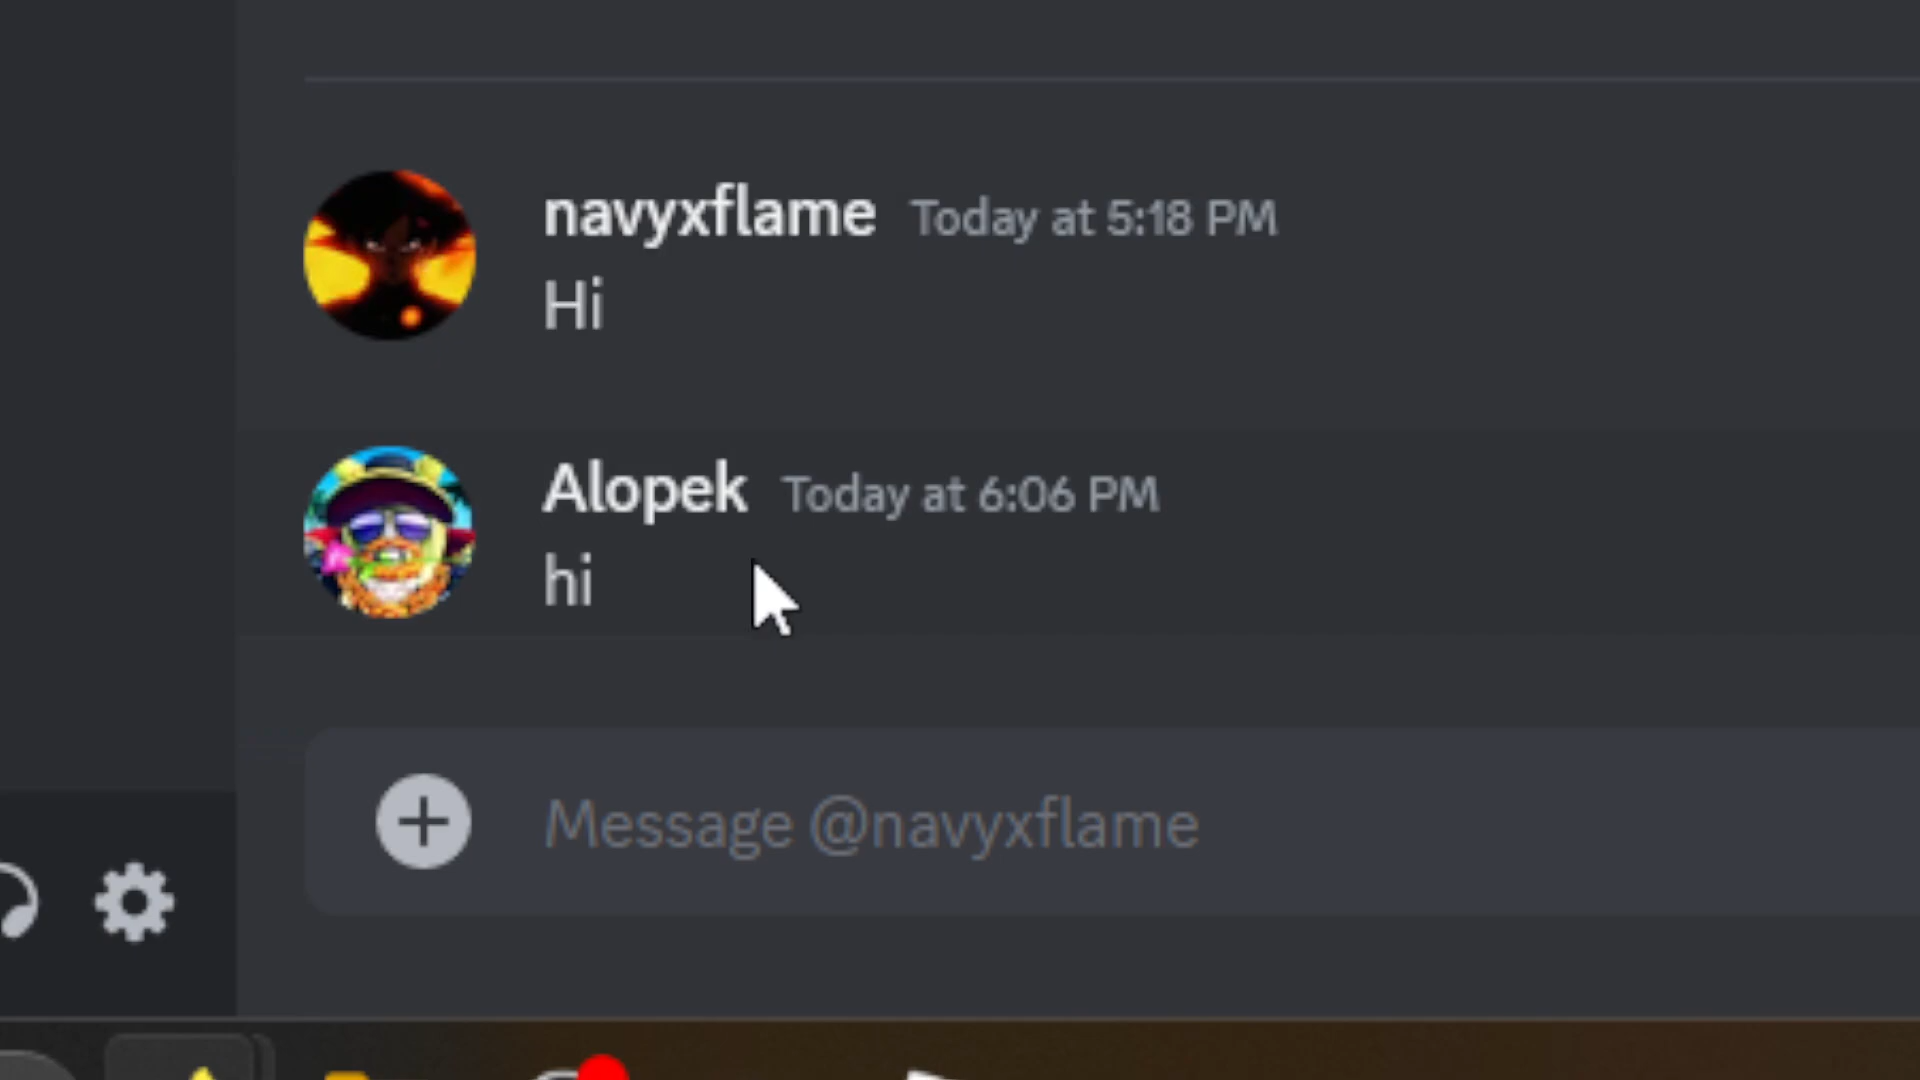 navyxflame Today at 5:18 PM
Hi
Alopek Today at 6:06 PM
hi
Message @navyxflame